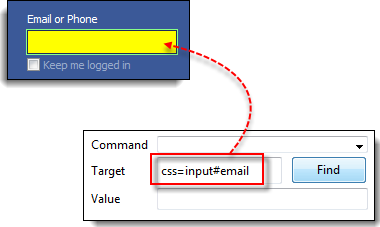 Email or Phone
Keep me logged in
Command
Target css=input#email Find
Value